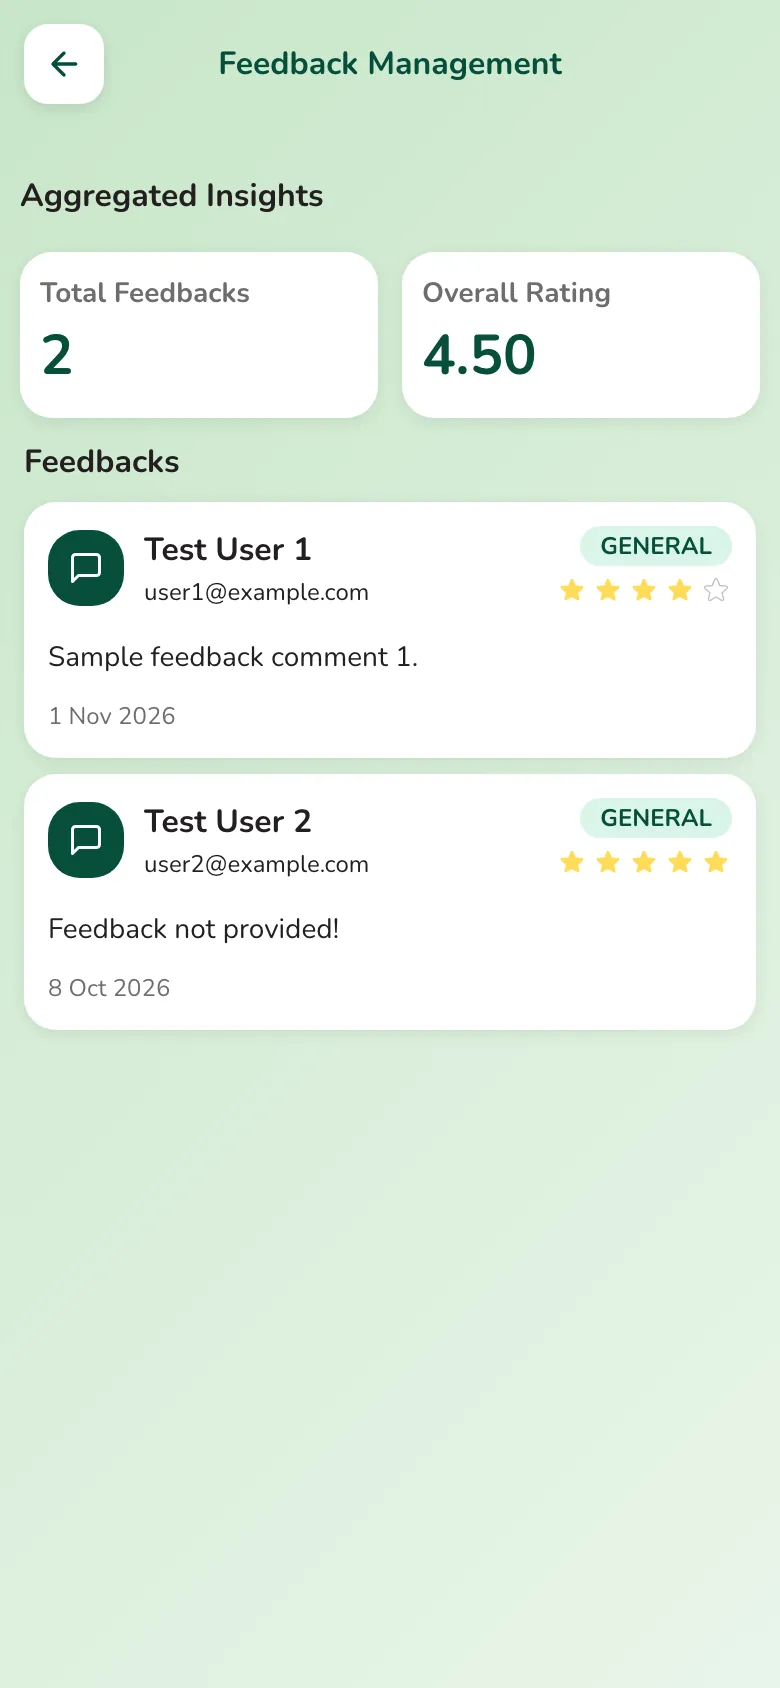 Feedback Management
Aggregated Insights
Total Feedbacks
2
Overall Rating
4.50
Feedbacks
Test User 1
user1@example.com
GENERAL
Sample feedback comment 1.
1 Nov 2026
Test User 2
user2@example.com
GENERAL
Feedback not provided!
8 Oct 2026